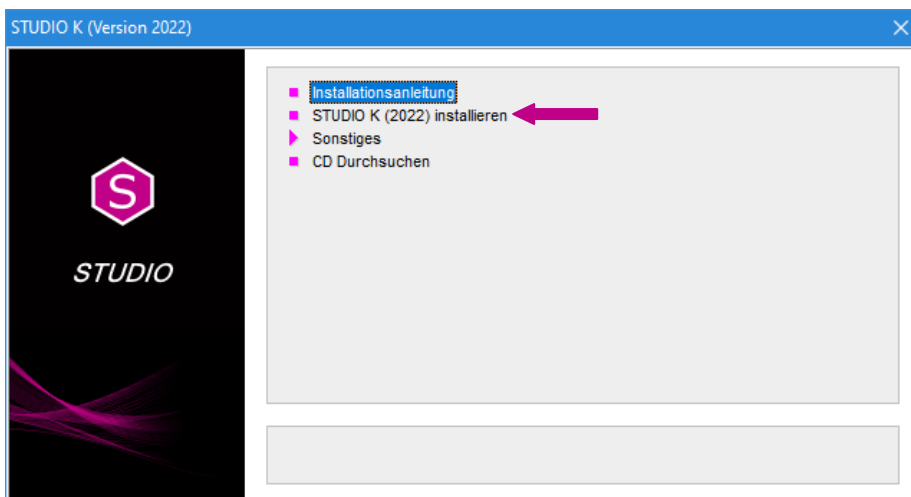 STUDIO K (Version 2022)
Installationsanleitung
STUDIO K (2022) installieren
Sonstiges
CD Durchsuchen
S
STUDIO